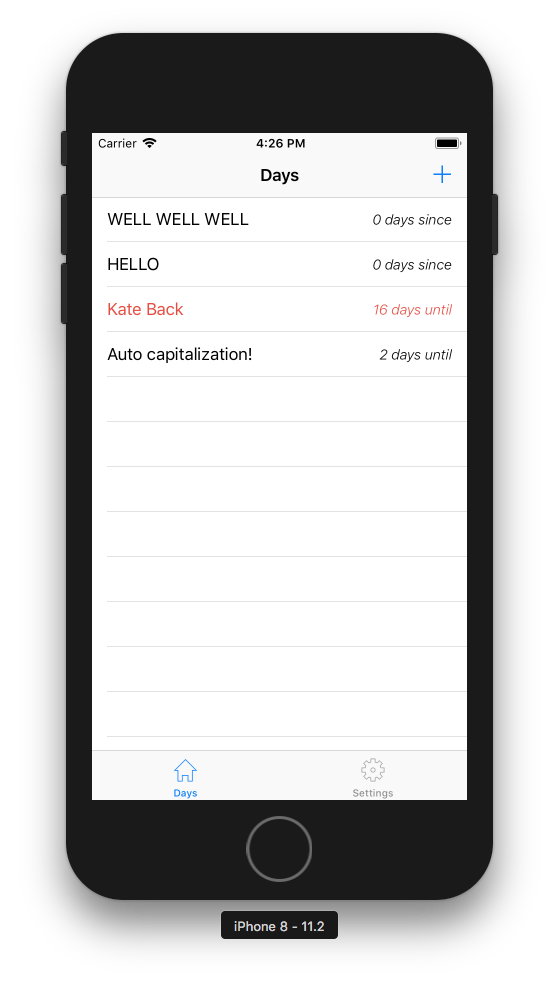 Carrier 4:26 PM
Days +
WELL WELL WELL 0 days since
HELLO 0 days since
Kate Back 16 days until
Auto capitalization! 2 days until
Days Settings
iPhone 8 - 11.2